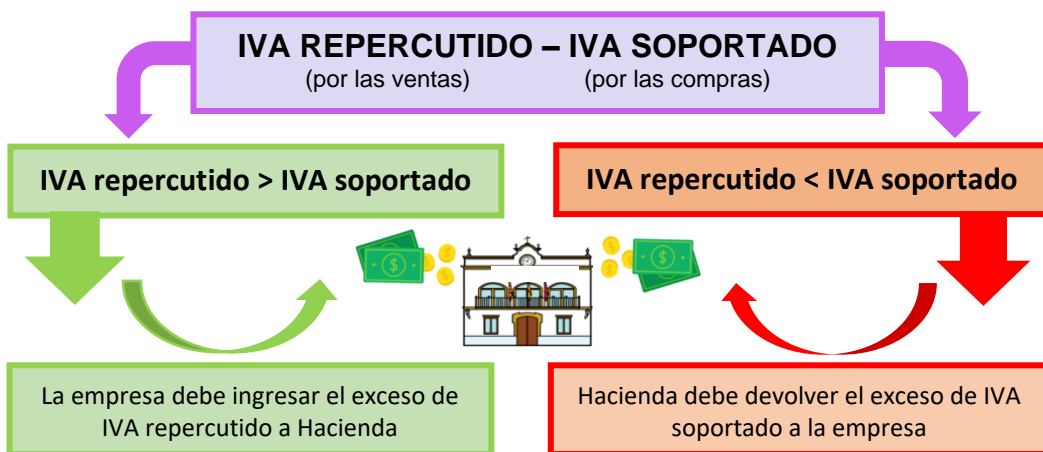 IVA REPERCUTIDO – IVA SOPORTADO
(por las ventas) (por las compras)
IVA repercutido > IVA soportado
IVA repercutido < IVA soportado
La empresa debe ingresar el exceso de
IVA repercutido a Hacienda
Hacienda debe devolver el exceso de IVA
soportado a la empresa